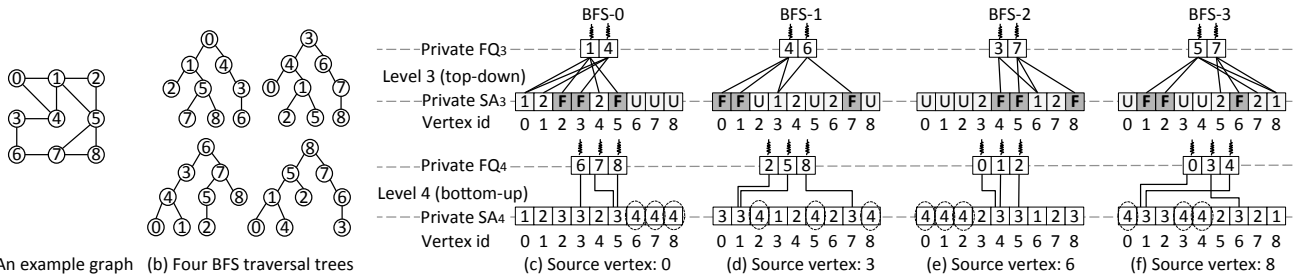 0 1 2
3 4 5
6 7 8
An example graph
0
1 4
2 5 3
7 8 6
3
4 6
0 1 7
2 5 8
6
3 7
4 5 8
0 1 2
8
5 7
1 2 6
0 4 3
(b) Four BFS traversal trees
BFS-0 BFS-1 BFS-2 BFS-3
Private FQ3 1 4 4 6 3 7 5 7
Level 3 (top-down)
Private SA3 1 2 F F 2 F U U U F F U 1 2 U 2 F U U U U 2 F F 1 2 F U F F U U 2 F 2 1
Vertex id 0 1 2 3 4 5 6 7 8 0 1 2 3 4 5 6 7 8 0 1 2 3 4 5 6 7 8 0 1 2 3 4 5 6 7 8
Private FQ4 6 7 8 2 5 8 0 1 2 0 3 4
Level 4 (bottom-up)
Private SA4 1 2 3 3 2 3 4 4 4 3 3 4 1 2 4 2 3 4 4 4 4 2 3 3 1 2 3 4 3 3 4 4 2 3 2 1
Vertex id 0 1 2 3 4 5 6 7 8 0 1 2 3 4 5 6 7 8 0 1 2 3 4 5 6 7 8 0 1 2 3 4 5 6 7 8
(c) Source vertex: 0 (d) Source vertex: 3 (e) Source vertex: 6 (f) Source vertex: 8